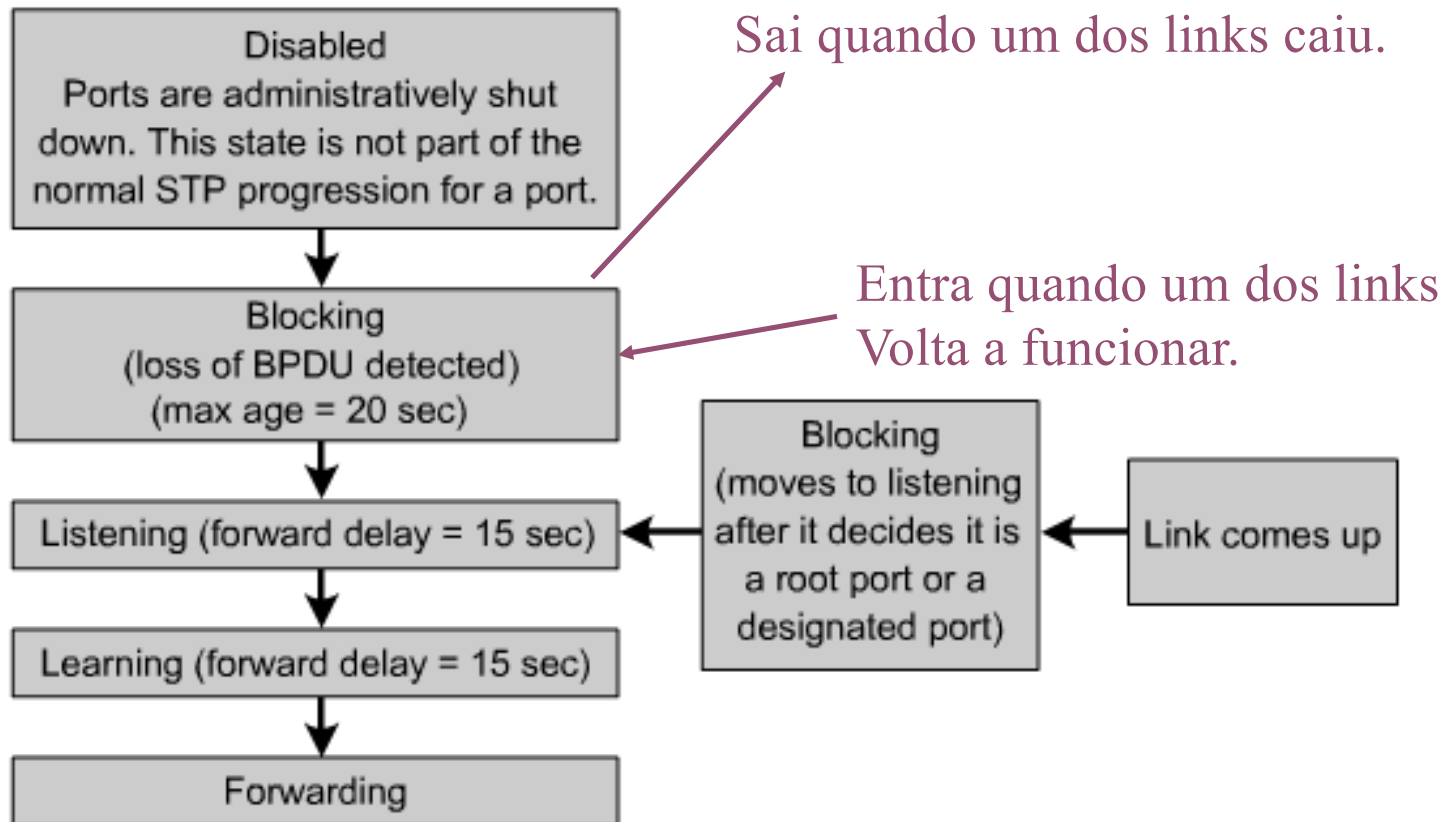 Disabled
Ports are administratively shut
down. This state is not part of the
normal STP progression for a port.
Sai quando um dos links caiu.
Blocking
(loss of BPDU detected)
(max age = 20 sec)
Entra quando um dos links
Volta a funcionar.
Listening (forward delay = 15 sec)
Blocking
(moves to listening
after it decides it is
a root port or a
designated port)
Link comes up
Learning (forward delay = 15 sec)
Forwarding